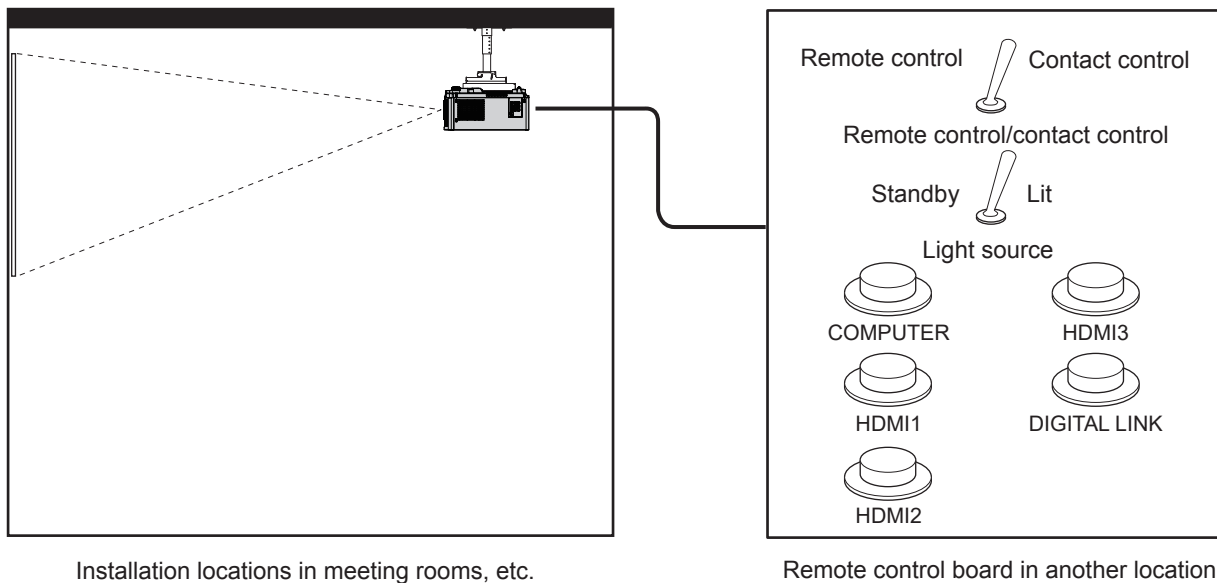 Remote control Contact control
Remote control/contact control
Standby Lit
Light source
COMPUTER HDMI3
HDMI1 DIGITAL LINK
HDMI2
Installation locations in meeting rooms, etc.
Remote control board in another location